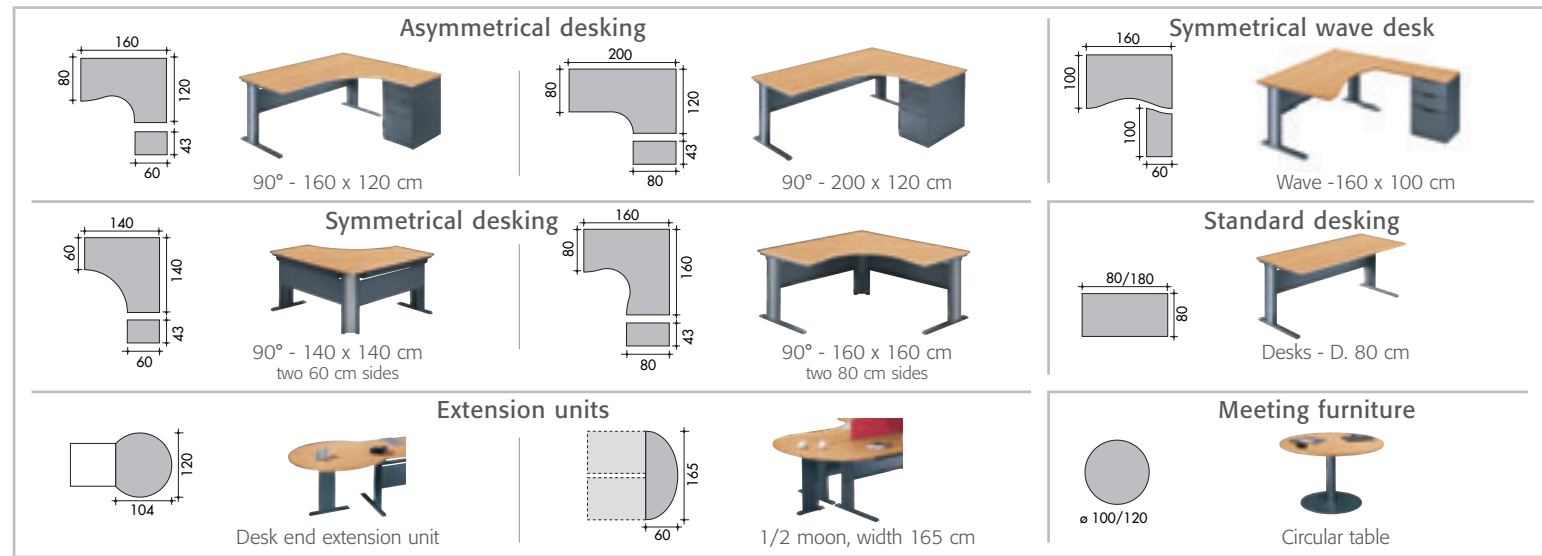 Asymmetrical desking
160
80
120
43
60
90° - 160 x 120 cm
200
80
120
43
80
90° - 200 x 120 cm
Symmetrical wave desk
160
100
100
60
Wave -160 x 100 cm
Symmetrical desking
140
60
140
43
60
90° - 140 x 140 cm
two 60 cm sides
160
80
160
43
80
90° - 160 x 160 cm
two 80 cm sides
Standard desking
80/180
80
Desks - D. 80 cm
Extension units
120
104
Desk end extension unit
165
60
1/2 moon, width 165 cm
Meeting furniture
ø 100/120
Circular table